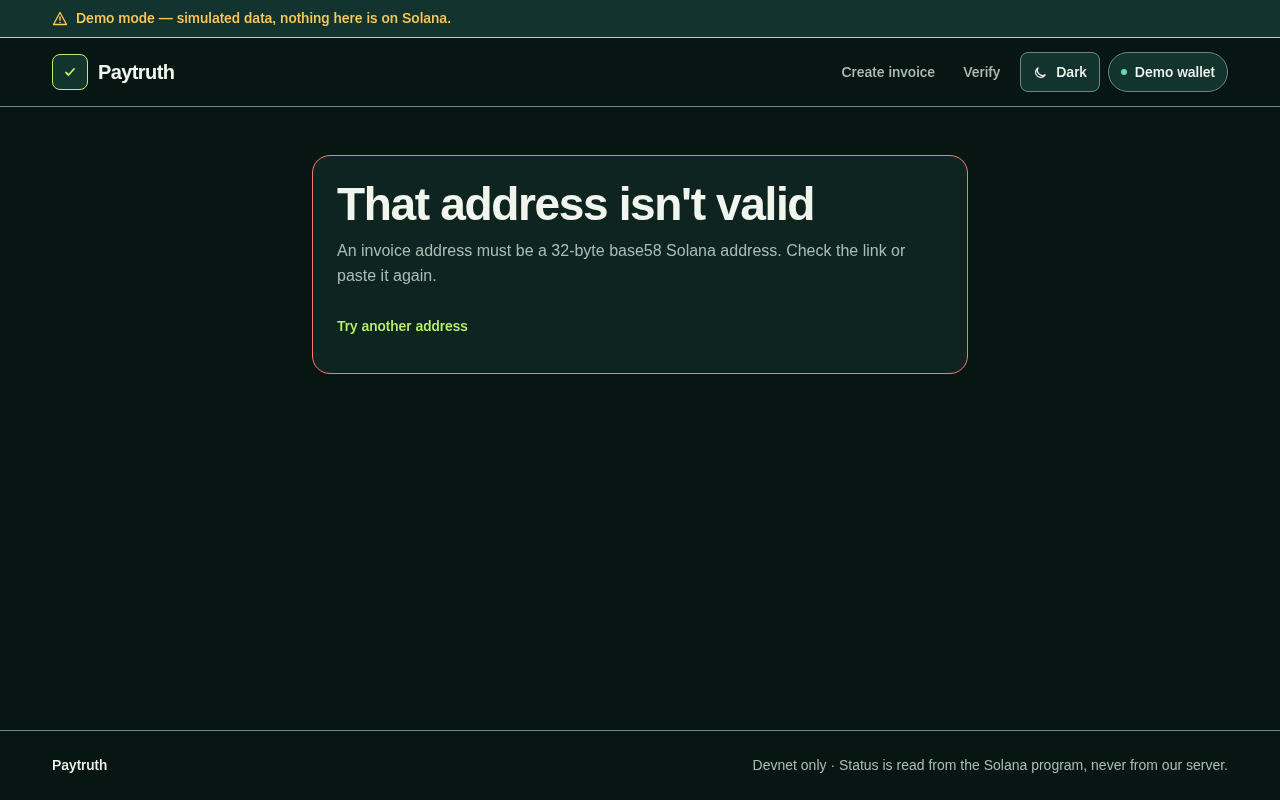 Demo mode — simulated data, nothing here is on Solana.
Paytruth
Create invoice
Verify
Dark
Demo wallet
That address isn't valid
An invoice address must be a 32-byte base58 Solana address. Check the link or
paste it again.
Try another address
Paytruth
Devnet only · Status is read from the Solana program, never from our server.